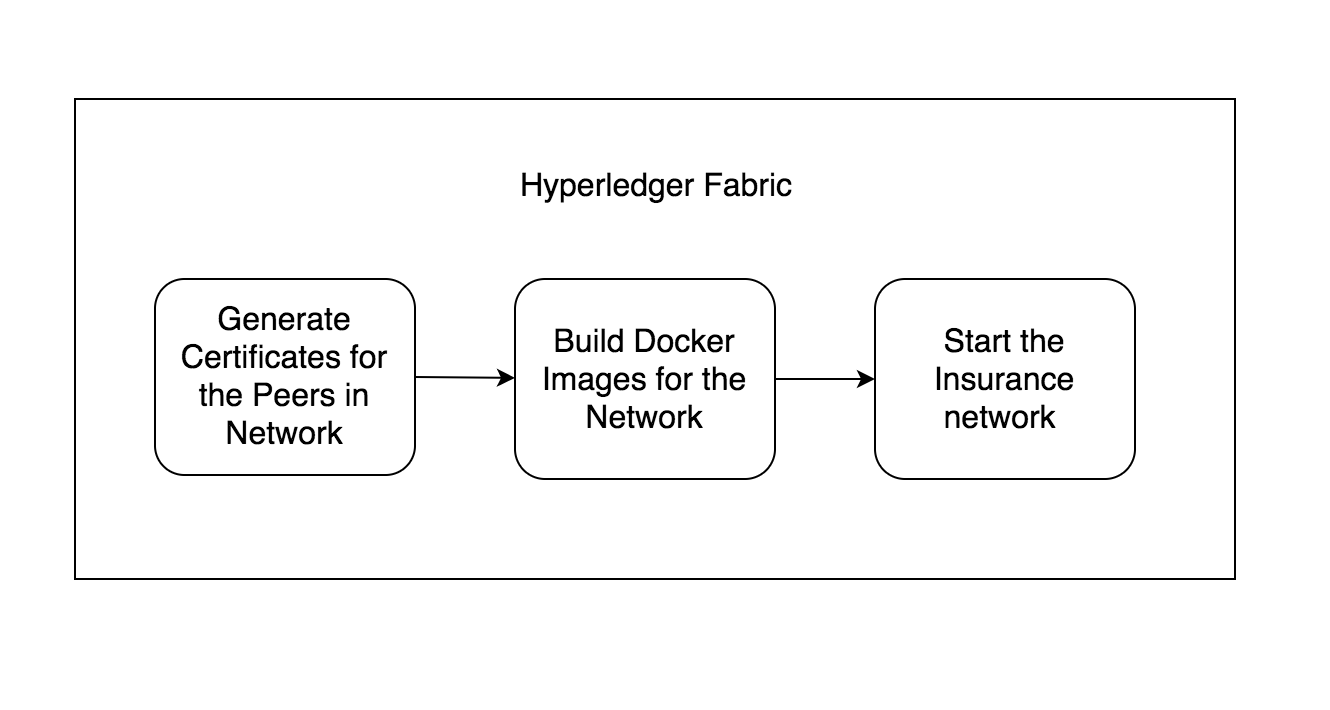 Hyperledger Fabric
Generate
Certificates for
the Peers in
Network
Build Docker
Images for the
Network
Start the
Insurance
network